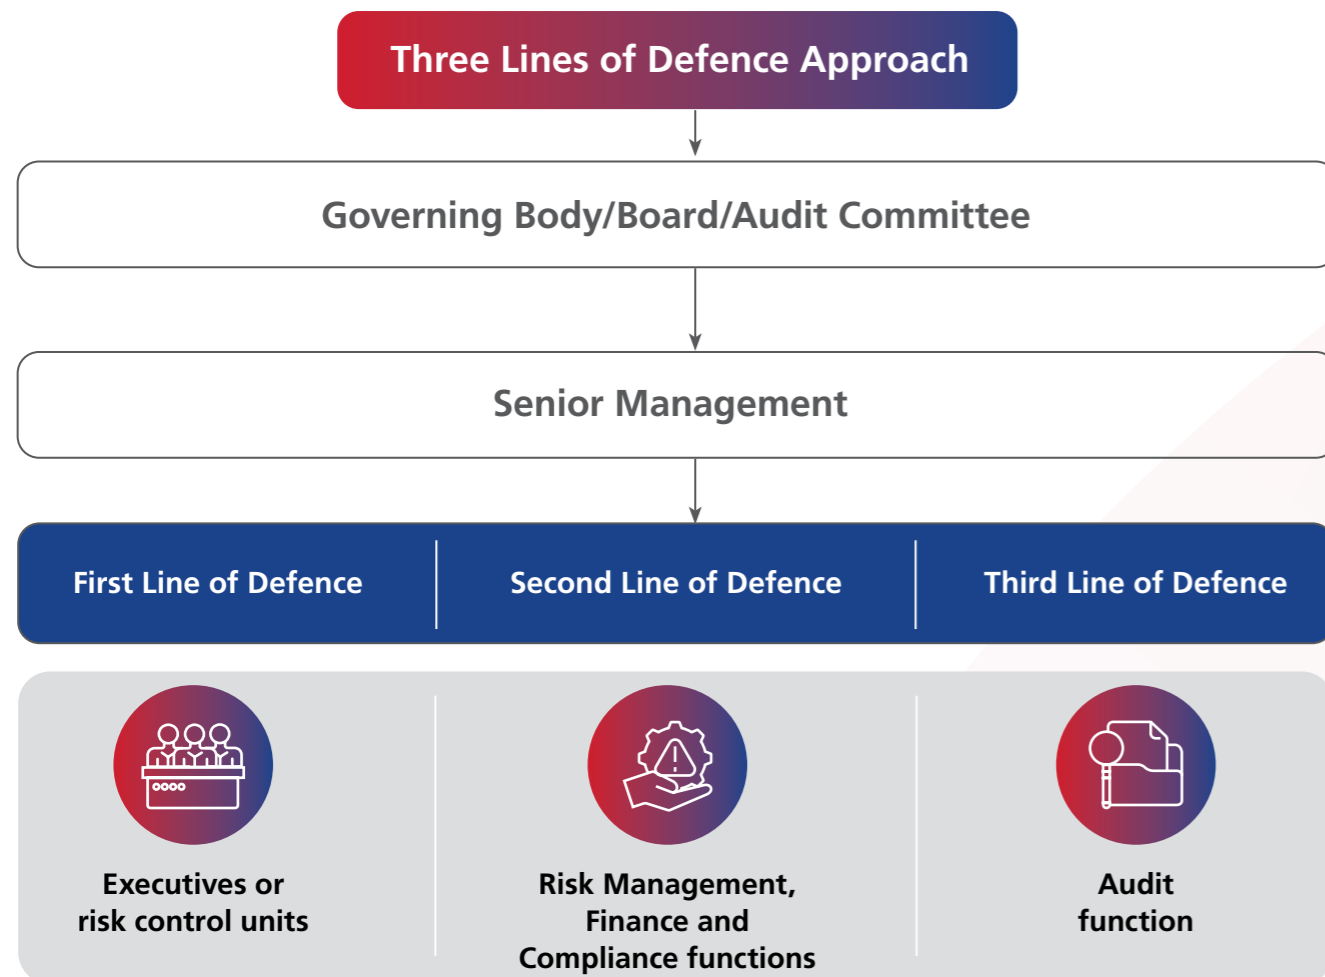 Three Lines of Defence Approach
Governing Body/Board/Audit Committee
Senior Management
First Line of Defence
Second Line of Defence
Third Line of Defence
Executives or
risk control units
Risk Management,
Finance and
Compliance functions
Audit
function